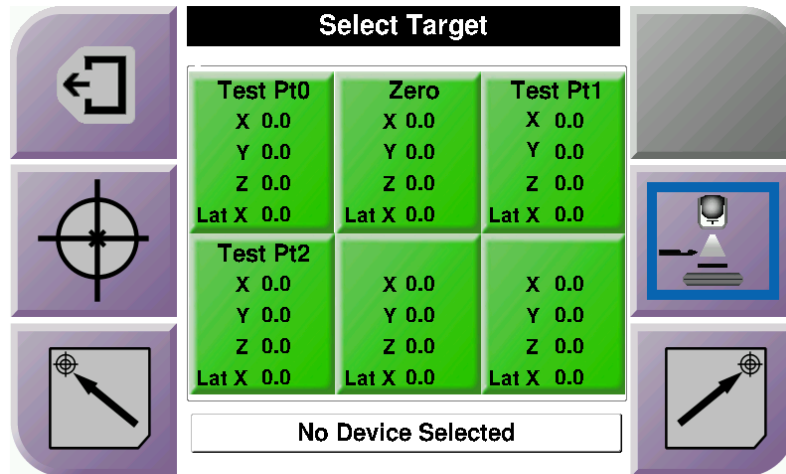 Select Target
Test Pt0 Zero Test Pt1
X 0.0 X 0.0 X 0.0
Y 0.0 Y 0.0 Y 0.0
Z 0.0 Z 0.0 Z 0.0
Lat X 0.0 Lat X 0.0 Lat X 0.0
Test Pt2
X 0.0 X 0.0 X 0.0
Y 0.0 Y 0.0 Y 0.0
Z 0.0 Z 0.0 Z 0.0
Lat X 0.0 Lat X 0.0 Lat X 0.0
No Device Selected